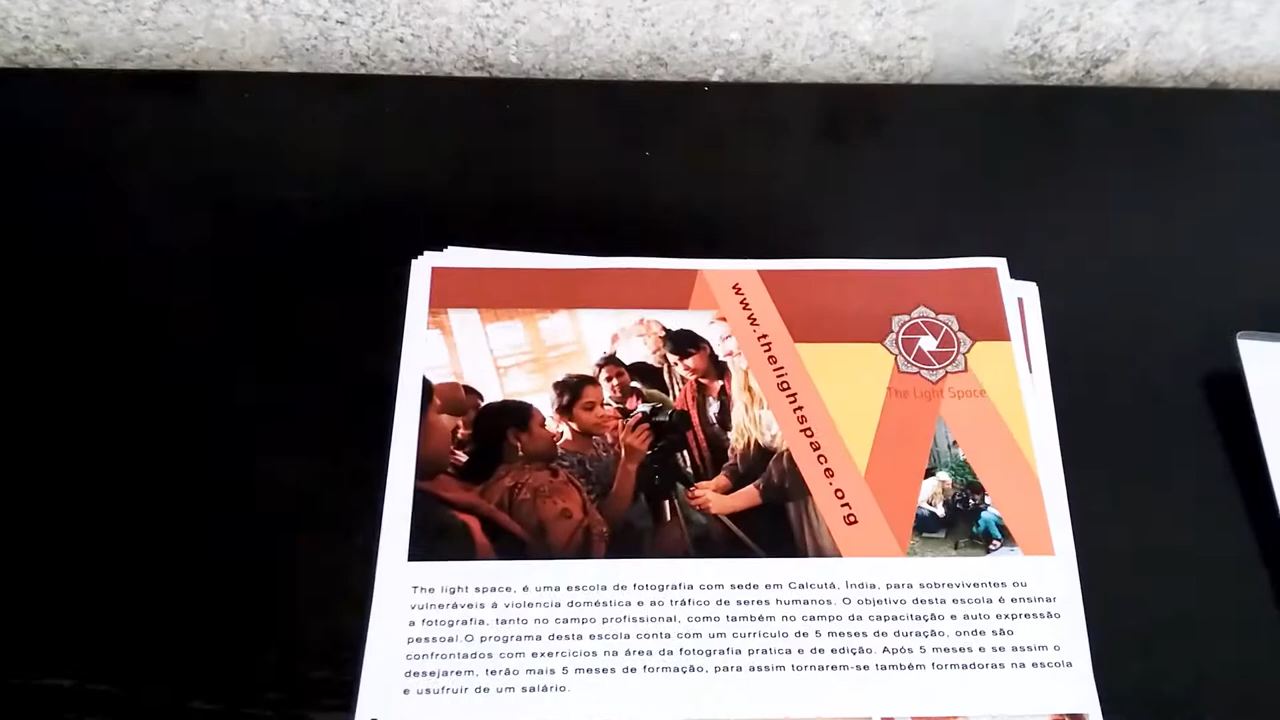 www.thelightspace.org
The Light Space
The light space, é uma escola de fotografia com sede em Calcutá, Índia, para sobreviventes ou
vulneráveis à violencia doméstica e ao tráfico de seres humanos. O objetivo desta escola é ensinar
a fotografia, tanto no campo profissional, como também no campo da capacitação e auto expressão
pessoal.O programa desta escola conta com um currículo de 5 meses de duração, onde são
confrontados com exercicios na área da fotografia pratica e de edição. Após 5 meses e se assim o
desejarem, terão mais 5 meses de formação, para assim tornarem-se também formadoras na escola
e usufruir de um salário.